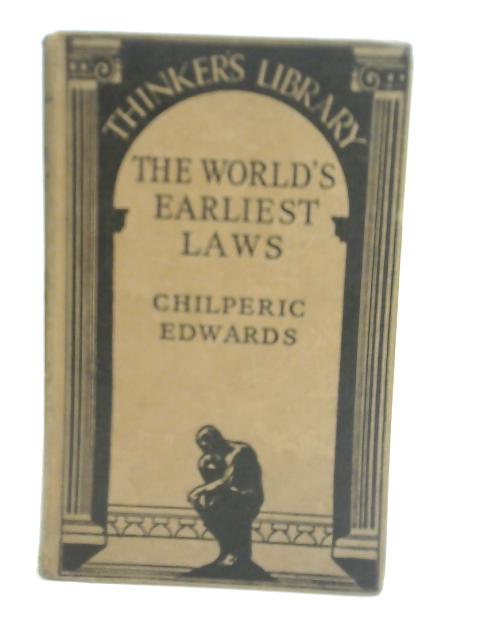 THINKER'S LIBRARY
THE WORLD'S
EARLIEST
LAWS
CHILPERIC
EDWARDS